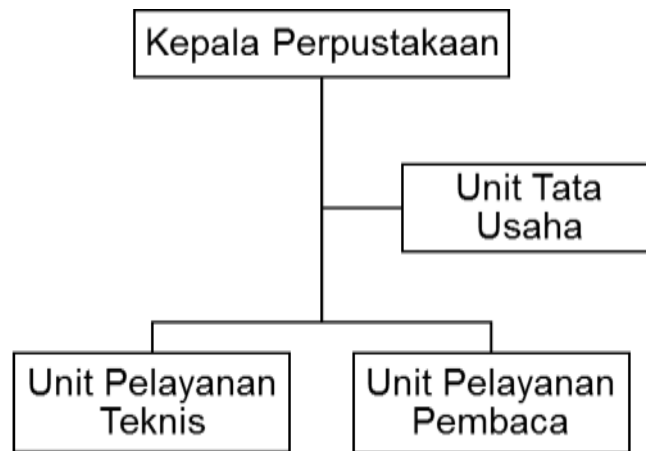 Kepala Perpustakaan
Unit Tata
Usaha
Unit Pelayanan
Teknis
Unit Pelayanan
Pembaca